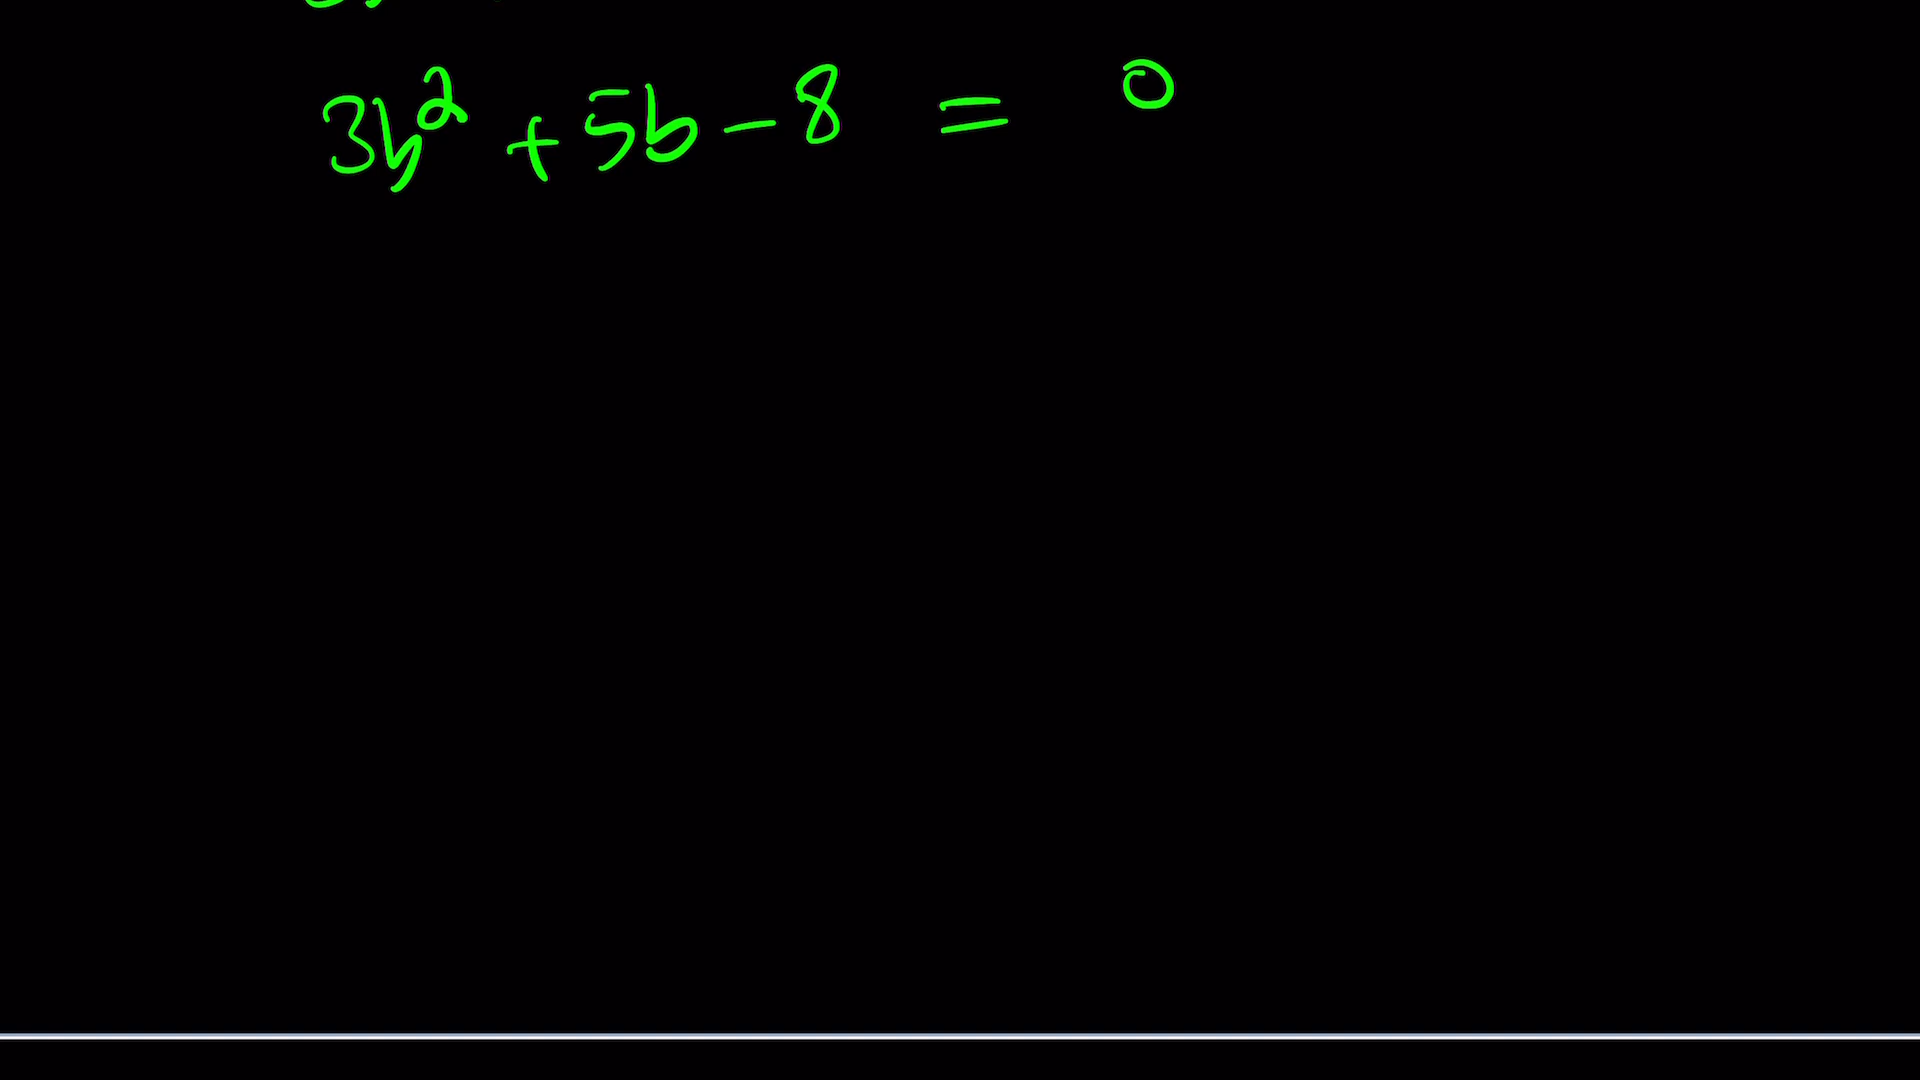 3b² + 5b - 8 = 0